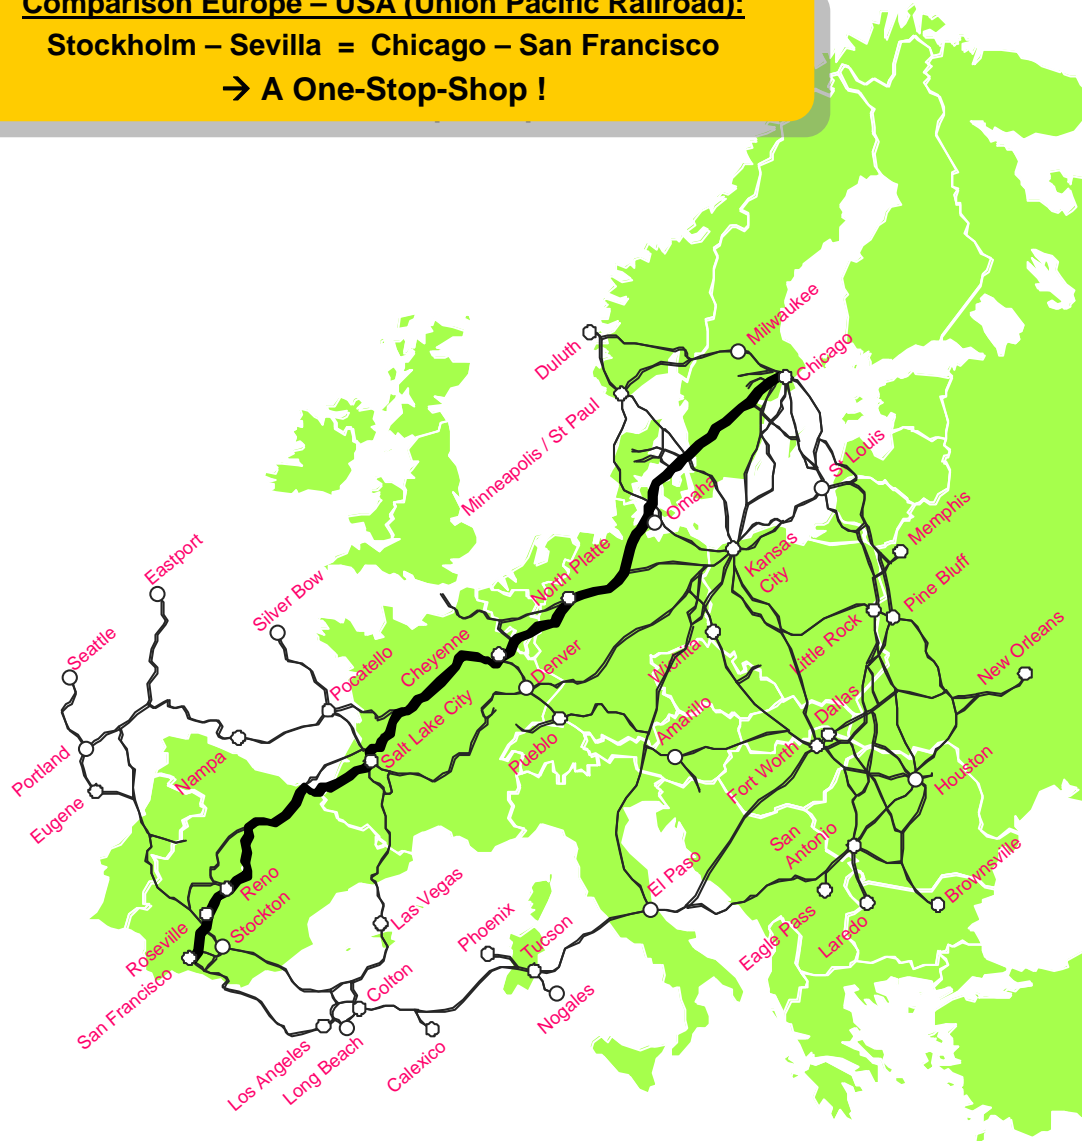 Comparison Europe – USA (Union Pacific Railroad):
Stockholm – Sevilla = Chicago – San Francisco
→ A One-Stop-Shop !
Milwaukee
Duluth
Chicago
Minneapolis / St Paul
St Louis
Omaha
Memphis
Eastport
North Platte
Kansas
City
Silver Bow
Pine Bluff
Seattle
Cheyenne
Pocatello
Denver
Wichita
Little Rock
New Orleans
Salt Lake City
Amarillo
Dallas
Portland
Nampa
Pueblo
Fort Worth
Houston
Eugene
San
Antonio
Reno
El Paso
Brownsville
Stockton
Las Vegas
Roseville
Phoenix
Tucson
Eagle Pass
Laredo
San Francisco
Colton
Nogales
Los Angeles
Long Beach
Calexico